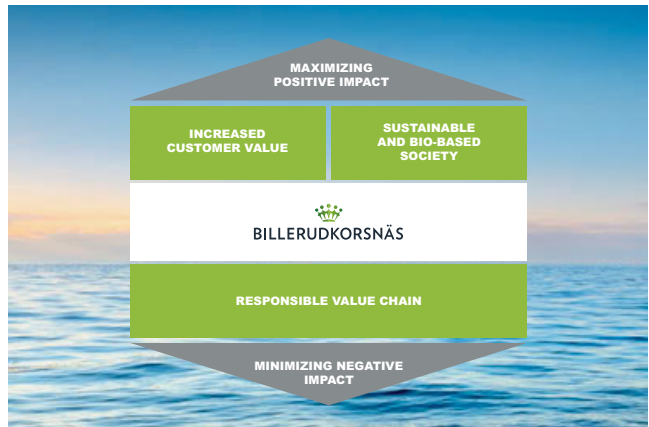 MAXIMIZING
POSITIVE IMPACT
INCREASED
CUSTOMER VALUE
SUSTAINABLE
AND BIO-BASED
SOCIETY
BILLERUDKORSNÄS
RESPONSIBLE VALUE CHAIN
MINIMIZING NEGATIVE
IMPACT